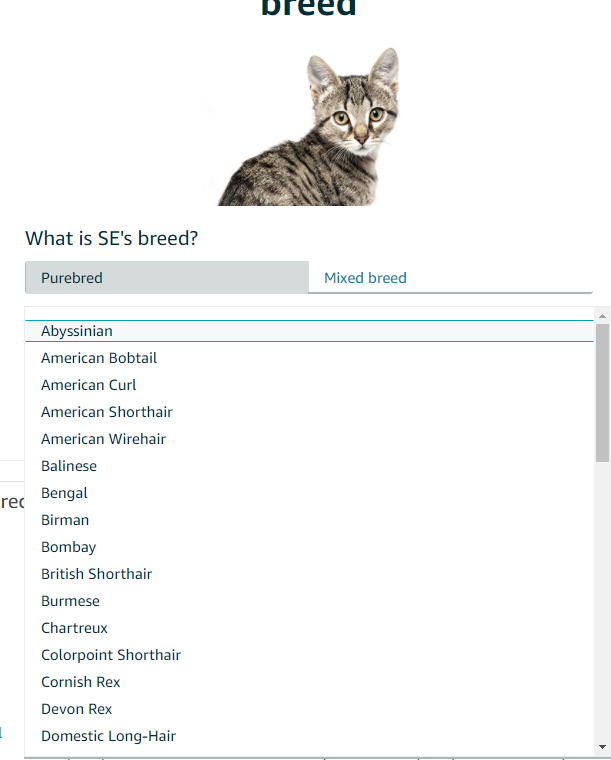 breed
What is SE's breed?
Purebred Mixed breed
Abyssinian
American Bobtail
American Curl
American Shorthair
American Wirehair
Balinese
Bengal
Birman
Bombay
British Shorthair
Burmese
Chartreux
Colorpoint Shorthair
Cornish Rex
Devon Rex
Domestic Long-Hair